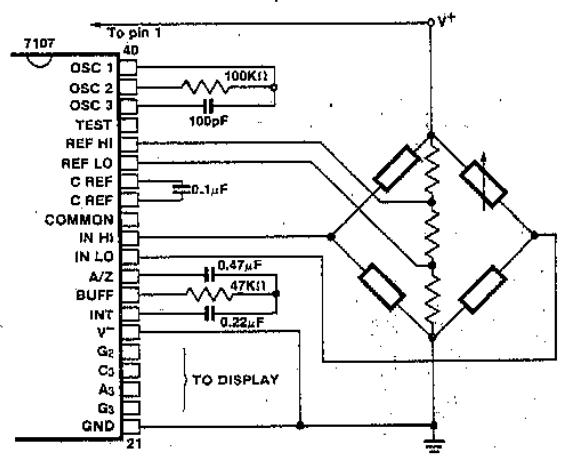 V+
To pin 1
7107
40
OSC 1
100KΩ
OSC 2
OSC 3
100pF
TEST
REF HI
REF LO
C REF
0.1µF
C REF
COMMON
IN HI
IN LO
0.47µF
A/Z
47KΩ
BUFF
INT
0.22µF
V−
G2
C3
TO DISPLAY
A3
G3
GND
21